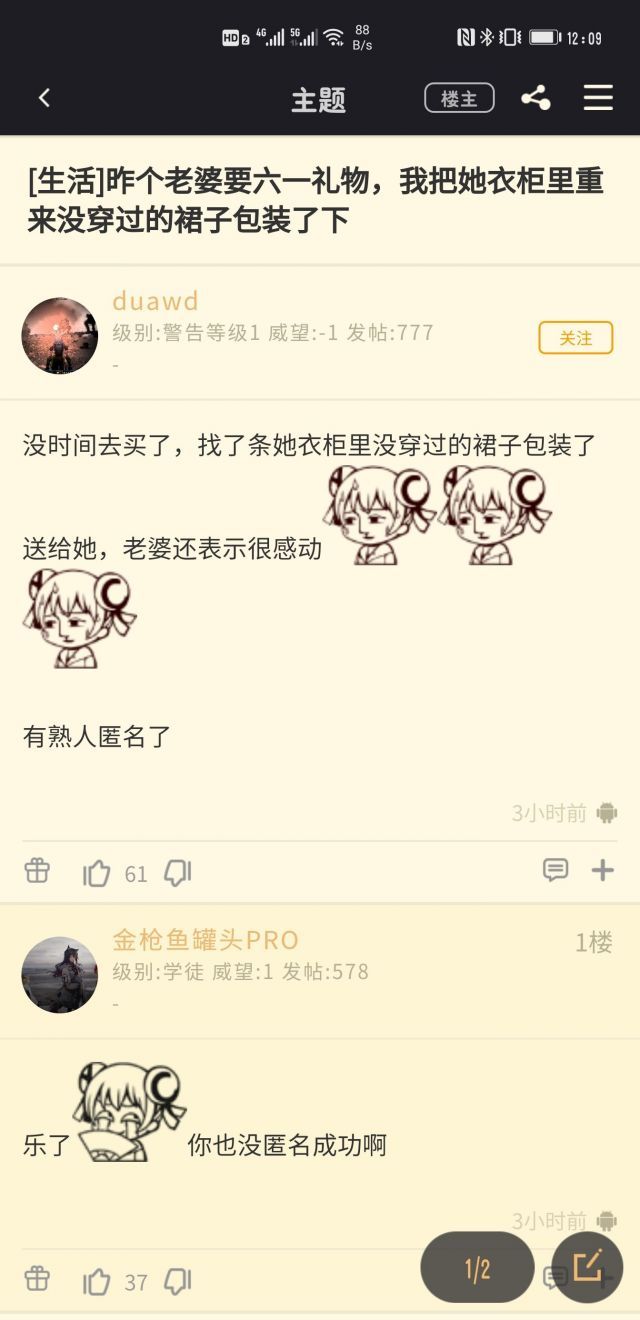 HD 2 4G 5G 88 B/s 12:09
主题
楼主
[生活]昨个老婆要六一礼物，我把她衣柜里重
来没穿过的裙子包装了下
duawd
级别:警告等级1 威望:-1 发帖:777
-
关注
没时间去买了，找了条她衣柜里没穿过的裙子包装了
送给她，老婆还表示很感动
有熟人匿名了
3小时前
61
金枪鱼罐头PRO
1楼
级别:学徒 威望:1 发帖:578
-
乐了 你也没匿名成功啊
3小时前
37
1/2